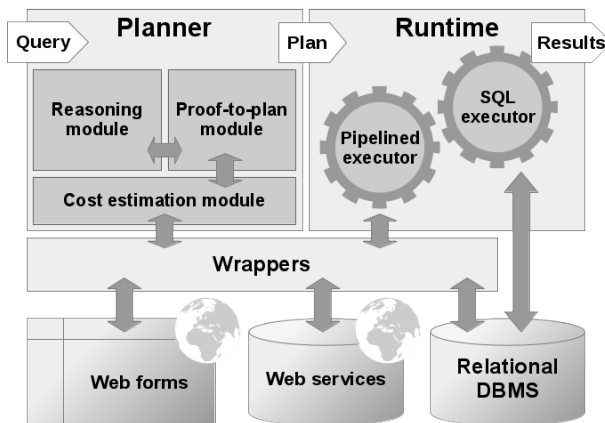 Query
Planner
Plan
Runtime
Results
Reasoning
module
Proof-to-plan
module
Cost estimation module
Pipelined
executor
SQL
executor
Wrappers
Web forms
Web services
Relational
DBMS